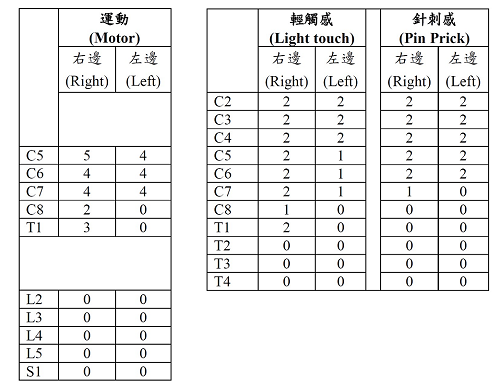 運動
(Motor)
右邊 左邊
(Right) (Left)
C5 5 4
C6 4 4
C7 4 4
C8 2 0
T1 3 0
L2 0 0
L3 0 0
L4 0 0
L5 0 0
S1 0 0
輕觸感 針刺感
(Light touch) (Pin Prick)
右邊 左邊 右邊 左邊
(Right) (Left) (Right) (Left)
C2 2 2 2 2
C3 2 2 2 2
C4 2 2 2 2
C5 2 1 2 2
C6 2 1 2 2
C7 2 1 1 0
C8 1 0 0 0
T1 2 0 0 0
T2 0 0 0 0
T3 0 0 0 0
T4 0 0 0 0